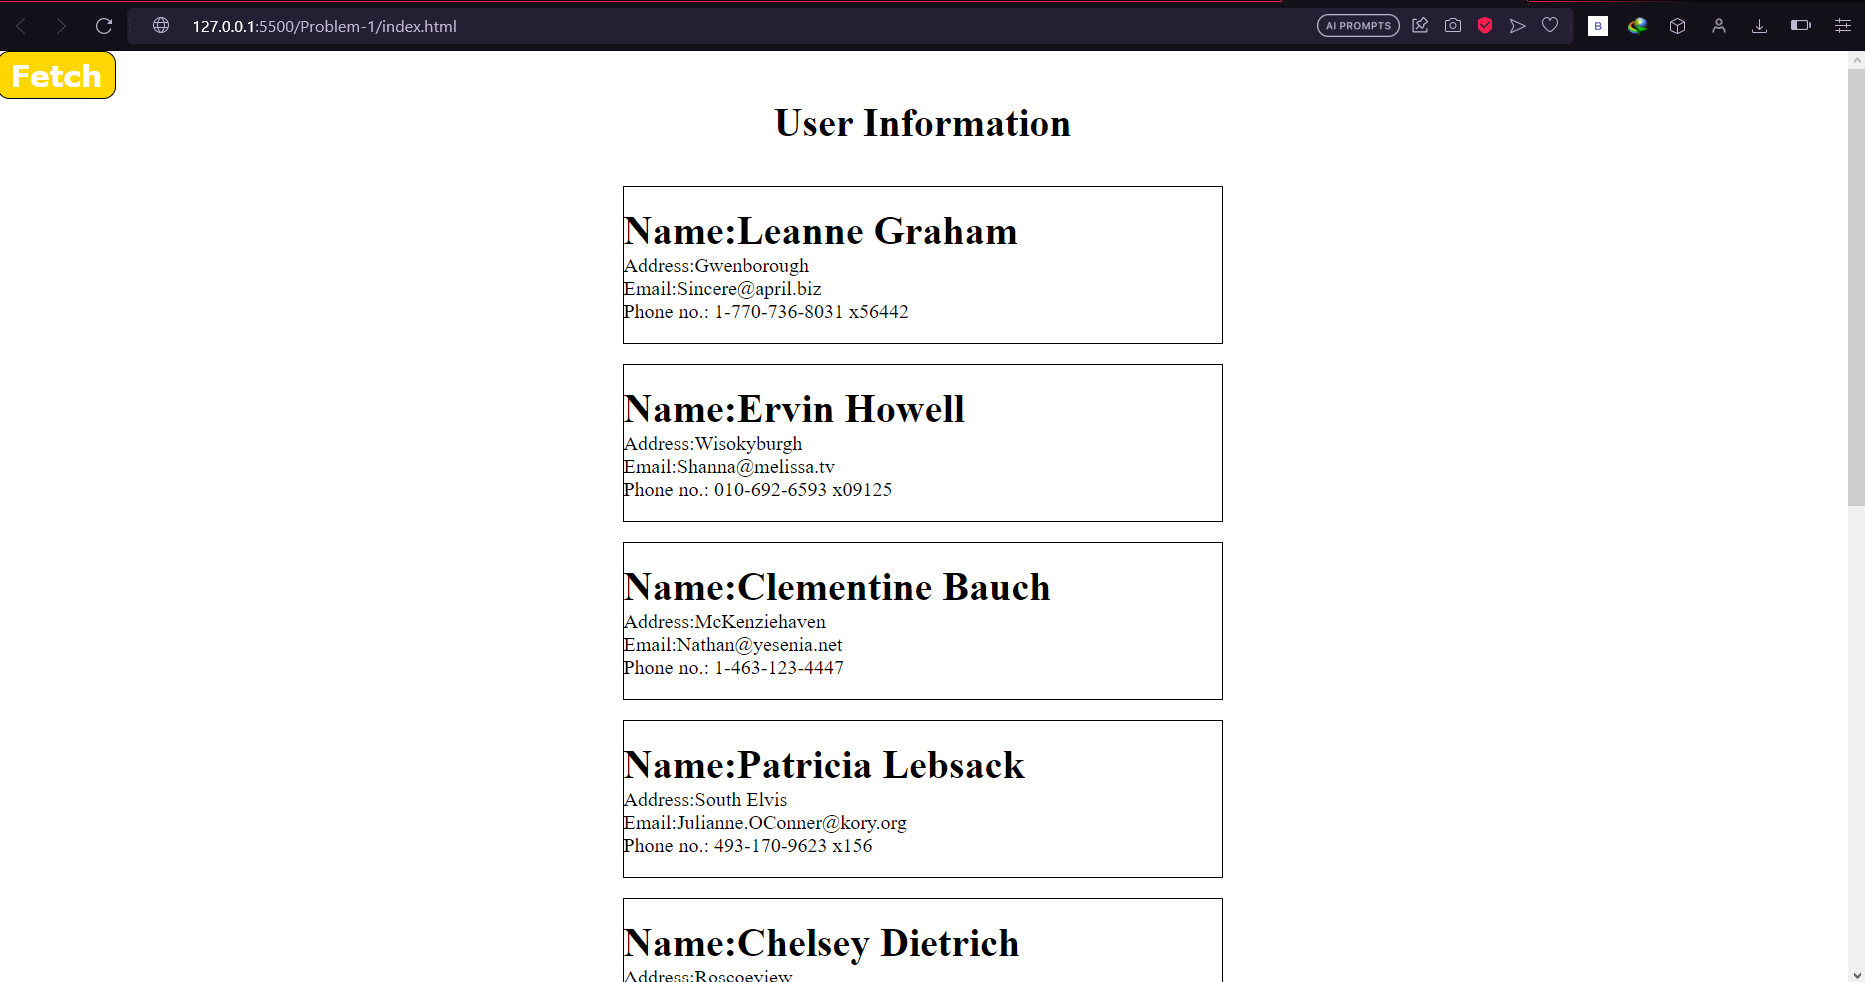 127.0.0.1:5500/Problem-1/index.html
AI PROMPTS
B
Fetch
User Information
Name:Leanne Graham
Address:Gwenborough
Email:Sincere@april.biz
Phone no.: 1-770-736-8031 x56442
Name:Ervin Howell
Address:Wisokyburgh
Email:Shanna@melissa.tv
Phone no.: 010-692-6593 x09125
Name:Clementine Bauch
Address:McKenziehaven
Email:Nathan@yesenia.net
Phone no.: 1-463-123-4447
Name:Patricia Lebsack
Address:South Elvis
Email:Julianne.OConner@kory.org
Phone no.: 493-170-9623 x156
Name:Chelsey Dietrich
Address:Roscoeview